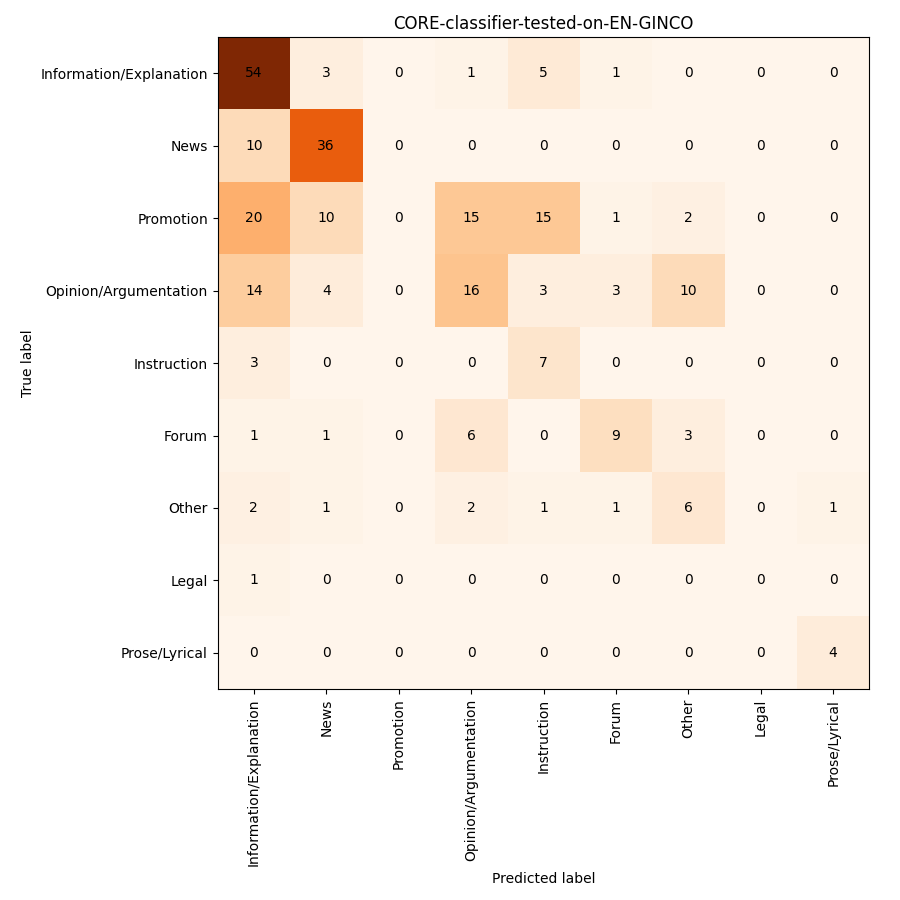 CORE-classifier-tested-on-EN-GINCO
True label
Information/Explanation 54 3 0 1 5 1 0 0 0
News 10 36 0 0 0 0 0 0 0
Promotion 20 10 0 15 15 1 2 0 0
Opinion/Argumentation 14 4 0 16 3 3 10 0 0
Instruction 3 0 0 0 7 0 0 0 0
Forum 1 1 0 6 0 9 3 0 0
Other 2 1 0 2 1 1 6 0 1
Legal 1 0 0 0 0 0 0 0 0
Prose/Lyrical 0 0 0 0 0 0 0 0 4
Information/Explanation
News
Promotion
Opinion/Argumentation
Instruction
Forum
Other
Legal
Prose/Lyrical
Predicted label